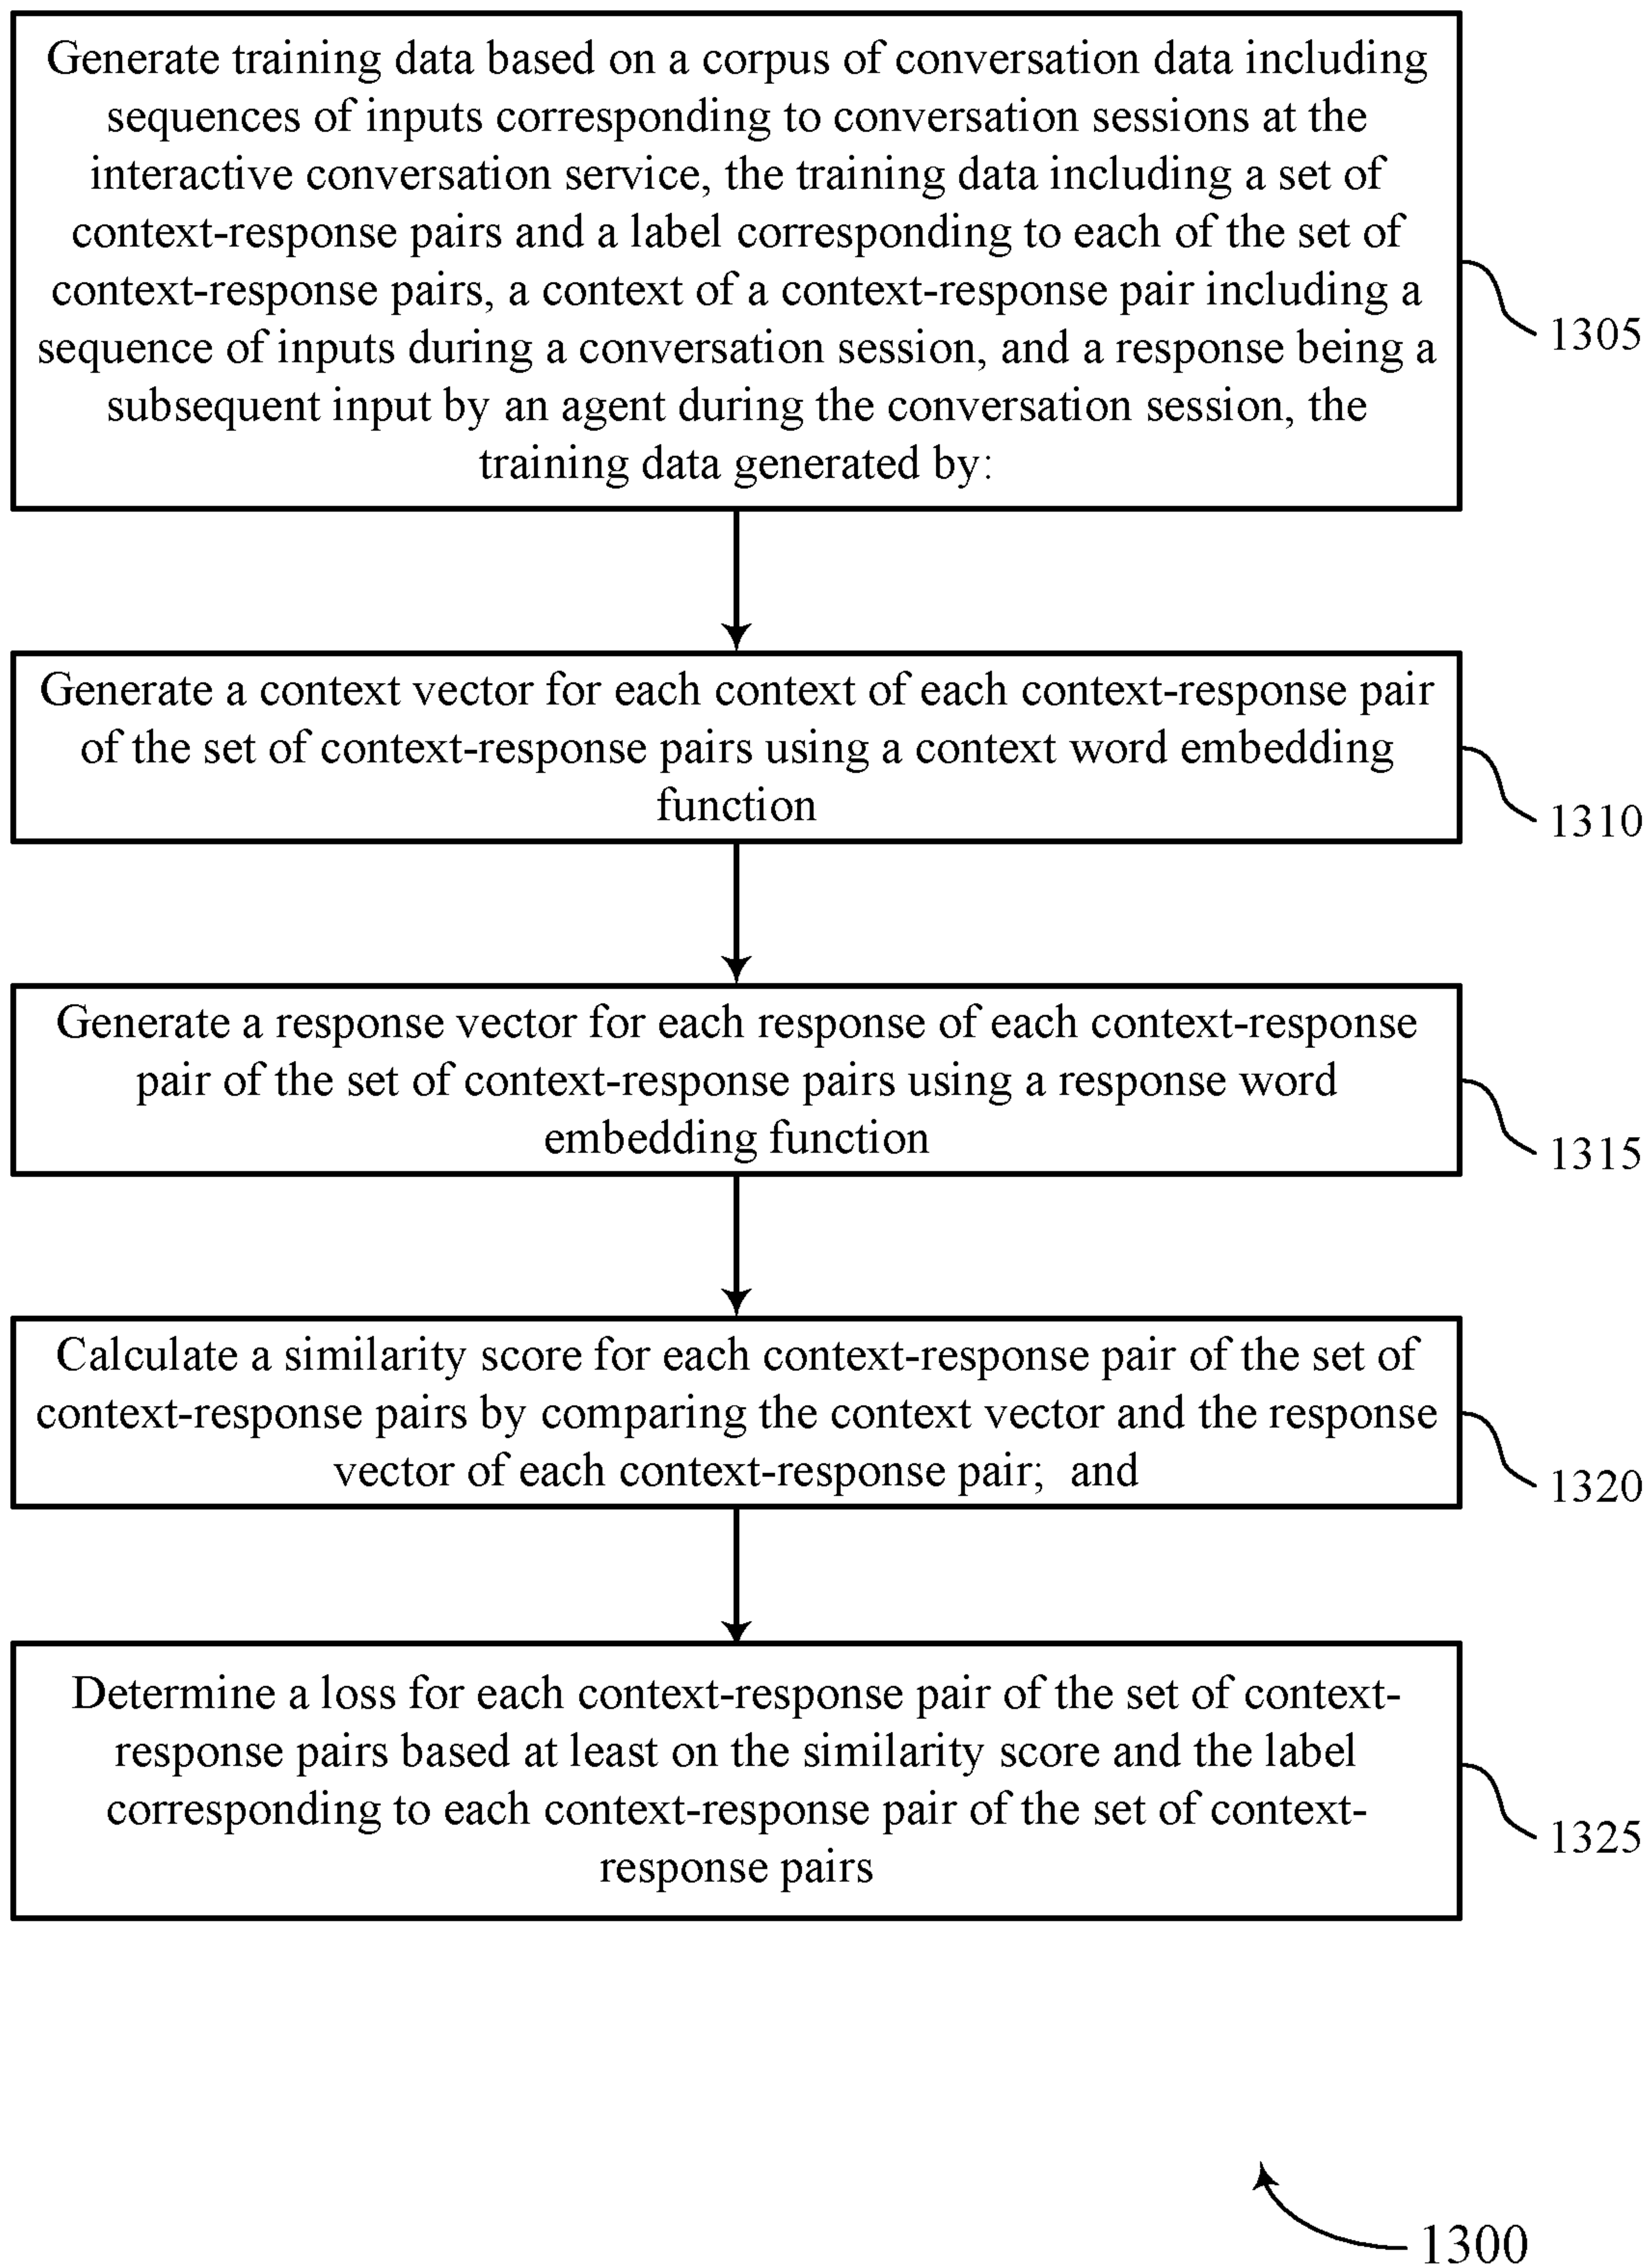 Generate training data based on a corpus of conversation data including
sequences of inputs corresponding to conversation sessions at the
interactive conversation service, the training data including a set of
context-response pairs and a label corresponding to each of the set of
context-response pairs, a context of a context-response pair including a
sequence of inputs during a conversation session, and a response being a
subsequent input by an agent during the conversation session, the
training data generated by:
1305
Generate a context vector for each context of each context-response pair
of the set of context-response pairs using a context word embedding
function
1310
Generate a response vector for each response of each context-response
pair of the set of context-response pairs using a response word
embedding function
1315
Calculate a similarity score for each context-response pair of the set of
context-response pairs by comparing the context vector and the response
vector of each context-response pair;  and
1320
Determine a loss for each context-response pair of the set of context-
response pairs based at least on the similarity score and the label
corresponding to each context-response pair of the set of context-
response pairs
1325
1300